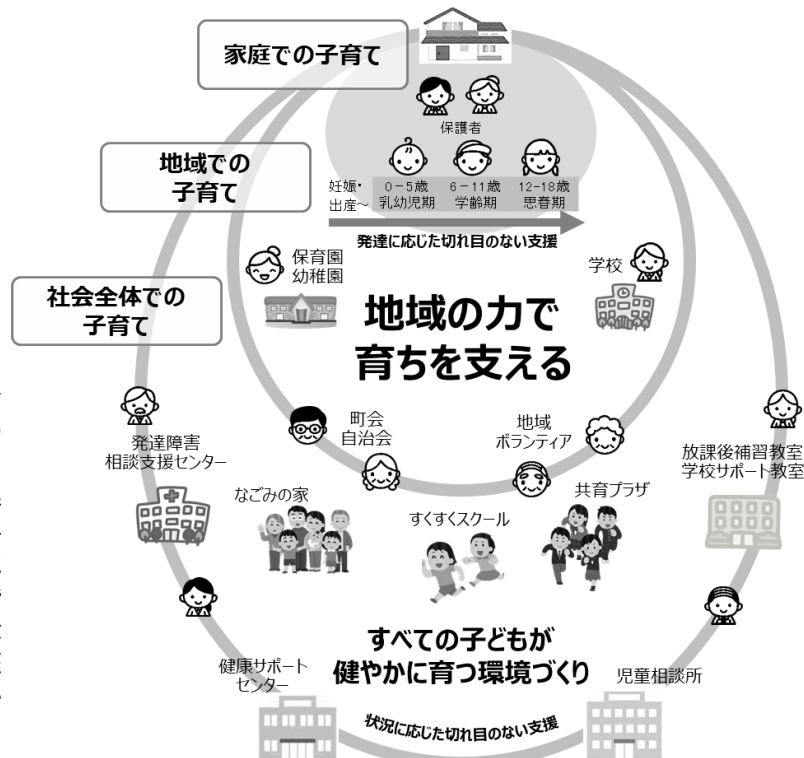 家庭での子育て
保護者
地域での
子育て
妊娠・
出産～
0－5歳
乳幼児期
6－11歳
学齢期
12-18歳
思春期
発達に応じた切れ目のない支援
保育園
幼稚園
学校
社会全体での
子育て
地域の力で
育ちを支える
町会
自治会
地域
ボランティア
発達障害
相談支援センター
放課後補習教室
学校サポート教室
なごみの家
すくすくスクール
共育プラザ
すべての子どもが
健やかに育つ環境づくり
健康サポート
センター
児童相談所
状況に応じた切れ目のない支援